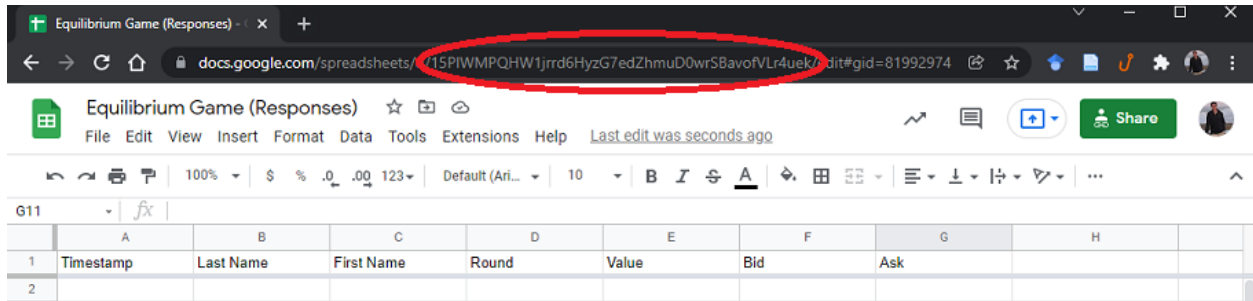 Equilibrium Game (Responses) -
docs.google.com/spreadsheets/ /15PIWMPQHW1jrrd6HyzG7edZhmuD0wrSBavofVLr4uek/edit#gid=81992974
Equilibrium Game (Responses)
File Edit View Insert Format Data Tools Extensions Help Last edit was seconds ago
Share
100% $ % .0 .00 123 Default (Ari... 10 B I S A
G11 fx
A B C D E F G H
1 Timestamp Last Name First Name Round Value Bid Ask
2